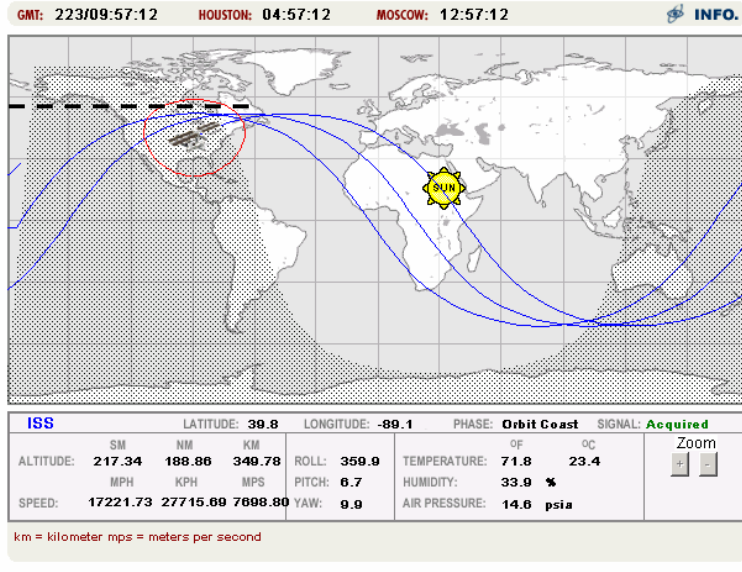 GMT: 223/09:57:12 HOUSTON: 04:57:12 MOSCOW: 12:57:12 INFO.
SUN
ISS LATITUDE: 39.8 LONGITUDE: -89.1 PHASE: Orbit Coast SIGNAL: Acquired
SM NM KM °F °C Zoom
ALTITUDE: 217.34 188.86 349.78 ROLL: 359.9 TEMPERATURE: 71.8 23.4 + -
MPH KPH MPS PITCH: 6.7 HUMIDITY: 33.9 %
SPEED: 17221.73 27715.69 7698.80 YAW: 9.9 AIR PRESSURE: 14.6 psia
km = kilometer mps = meters per second